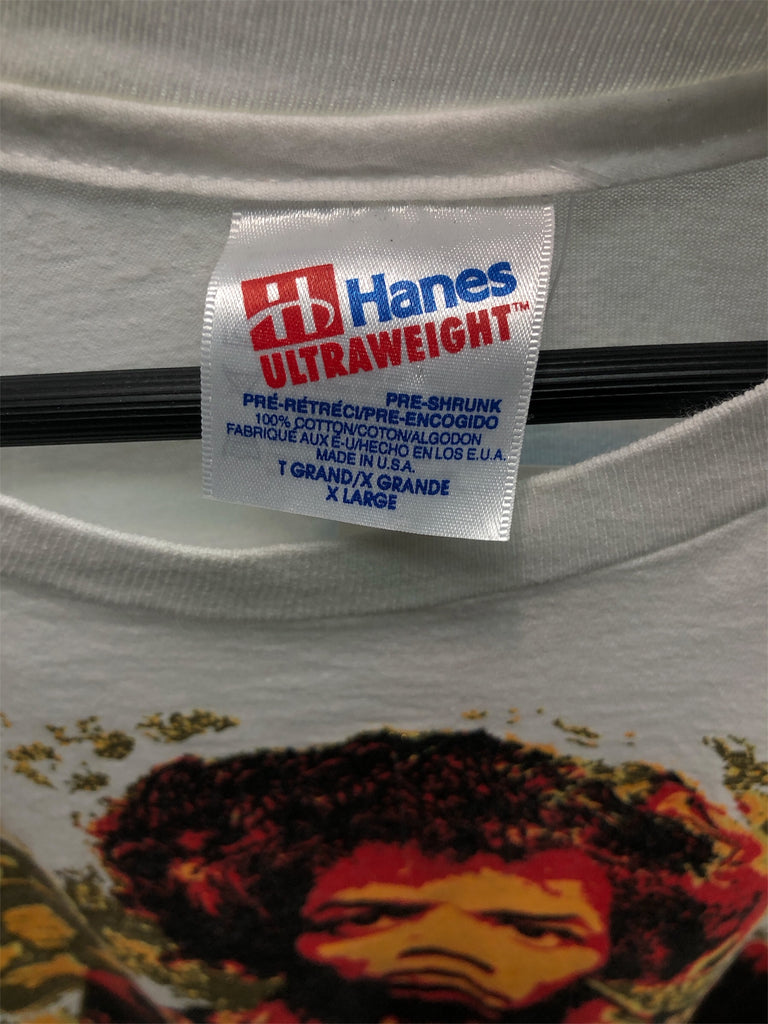 Hanes
ULTRAWEIGHT™
PRE-SHRUNK
PRÉ-RÉTRÉCI/PRE-ENCOGIDO
100% COTTON/COTON/ALGODON
FABRIQUÉ AUX É-U/HECHO EN LOS E.U.A.
MADE IN U.S.A.
T GRAND/X GRANDE
X LARGE